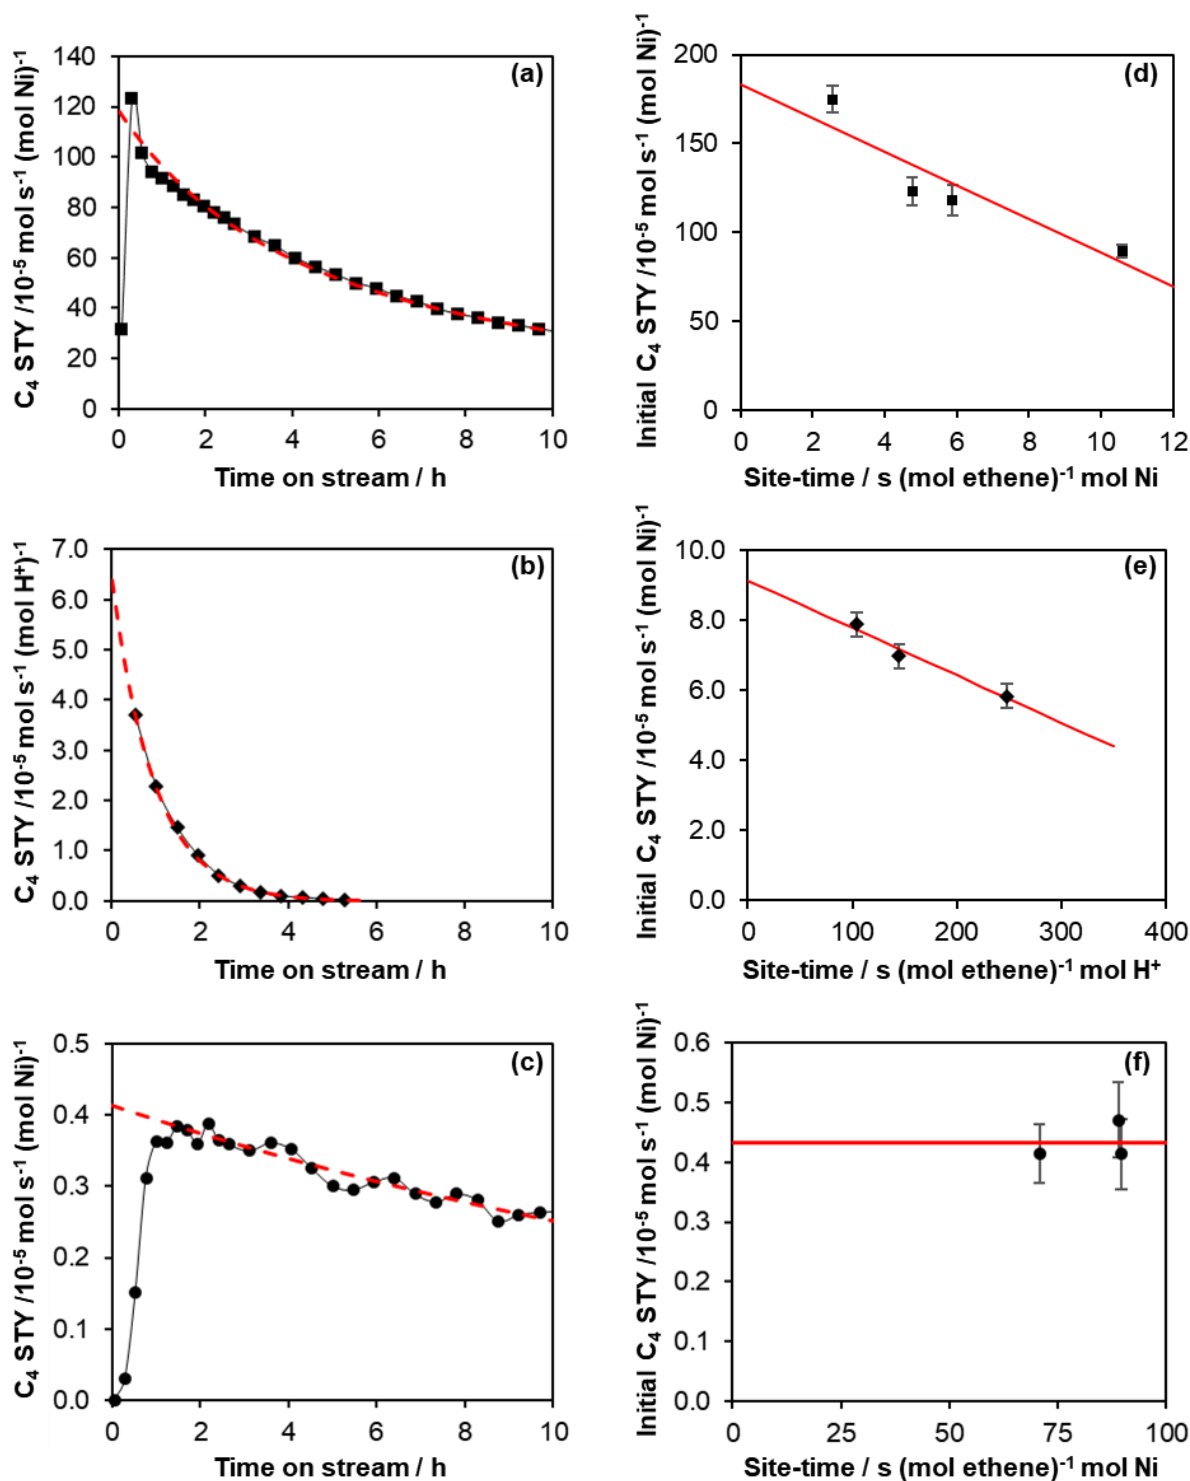 (a)
C₄ STY /10⁻⁵ mol s⁻¹ (mol Ni)⁻¹
140
120
100
80
60
40
20
0
0 2 4 6 8 10
Time on stream / h
(d)
Initial C₄ STY /10⁻⁵ mol s⁻¹ (mol Ni)⁻¹
200
150
100
50
0
0 2 4 6 8 10 12
Site-time / s (mol ethene)⁻¹ mol Ni
(b)
C₄ STY /10⁻⁵ mol s⁻¹ (mol H⁺)⁻¹
7.0
6.0
5.0
4.0
3.0
2.0
1.0
0.0
0 2 4 6 8 10
Time on stream / h
(e)
Initial C₄ STY /10⁻⁵ mol s⁻¹ (mol Ni)⁻¹
10.0
8.0
6.0
4.0
2.0
0.0
0 100 200 300 400
Site-time / s (mol ethene)⁻¹ mol H⁺
(c)
C₄ STY /10⁻⁵ mol s⁻¹ (mol Ni)⁻¹
0.5
0.4
0.3
0.2
0.1
0.0
0 2 4 6 8 10
Time on stream / h
(f)
Initial C₄ STY /10⁻⁵ mol s⁻¹ (mol Ni)⁻¹
0.6
0.5
0.4
0.3
0.2
0.1
0.0
0 25 50 75 100
Site-time / s (mol ethene)⁻¹ mol Ni